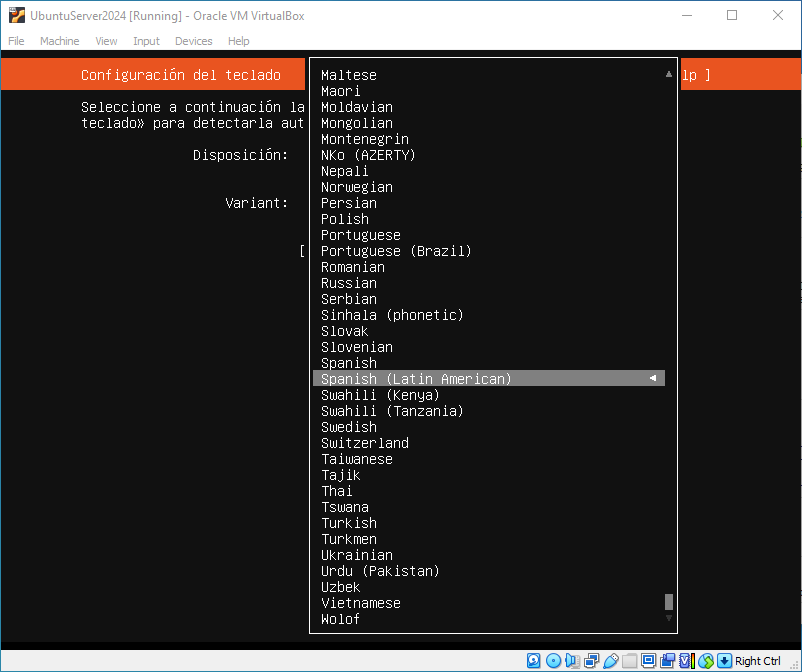 UbuntuServer2024 [Running] - Oracle VM VirtualBox
File Machine View Input Devices Help
Configuración del teclado
lp ]
Seleccione a continuación la
teclado» para detectarla aut
Disposición:
Variant:
[
Maltese
Maori
Moldavian
Mongolian
Montenegrin
NKo (AZERTY)
Nepali
Norwegian
Persian
Polish
Portuguese
Portuguese (Brazil)
Romanian
Russian
Serbian
Sinhala (phonetic)
Slovak
Slovenian
Spanish
Spanish (Latin American)
Swahili (Kenya)
Swahili (Tanzania)
Swedish
Switzerland
Taiwanese
Tajik
Thai
Tswana
Turkish
Turkmen
Ukrainian
Urdu (Pakistan)
Uzbek
Vietnamese
Wolof
Right Ctrl